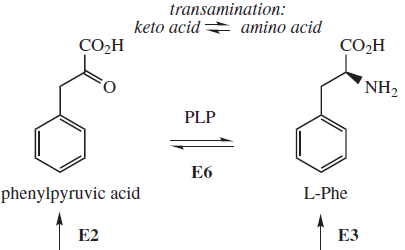 transamination:
keto acid ⇌ amino acid
CO₂H CO₂H
O NH₂
PLP
E6
phenylpyruvic acid L-Phe
E2 E3